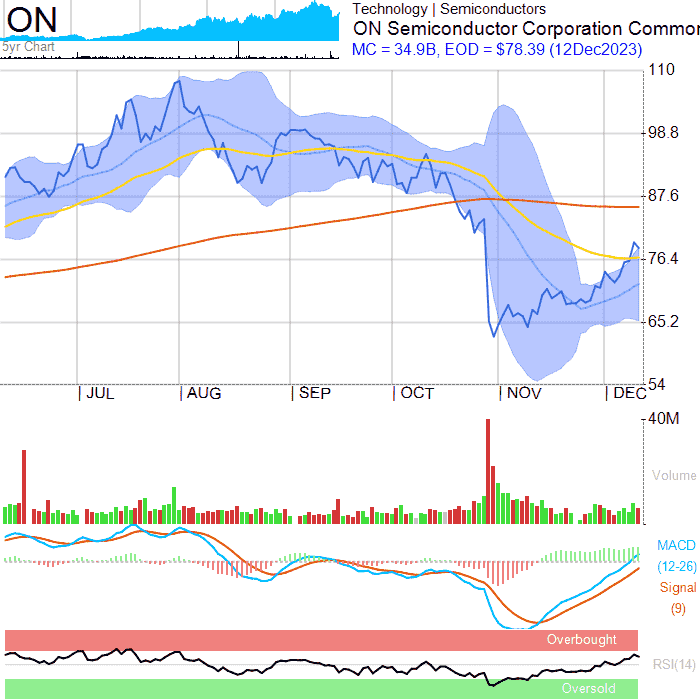 ON
5yr Chart
Technology | Semiconductors
ON Semiconductor Corporation Common
MC = 34.9B, EOD = $78.39 (12Dec2023)
110
98.8
87.6
76.4
65.2
54
JUL
AUG
SEP
OCT
NOV
DEC
40M
Volume
MACD
(12-26)
Signal
(9)
Overbought
RSI(14)
Oversold